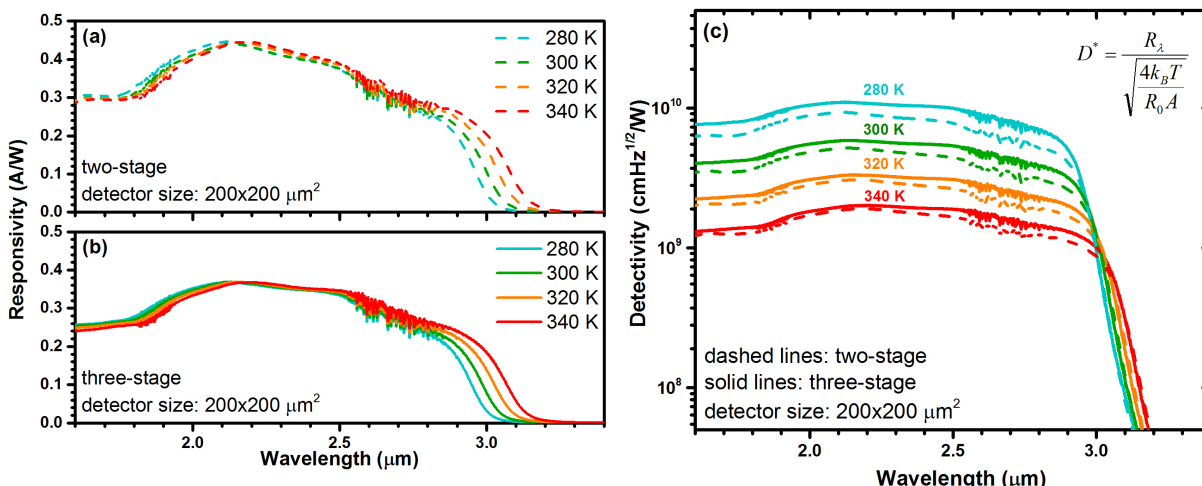 (a)
280 K
300 K
320 K
340 K
two-stage
detector size: 200x200 μm²
0.5
0.4
0.3
0.2
0.1
0.0
(b)
280 K
300 K
320 K
340 K
three-stage
detector size: 200x200 μm²
0.5
0.4
0.3
0.2
0.1
0.0
2.0 2.5 3.0
Wavelength (μm)
Responsivity (A/W)
(c)
D* = Rλ / √(4k_BT / R₀A)
280 K
300 K
320 K
340 K
dashed lines: two-stage
solid lines: three-stage
detector size: 200x200 μm²
10¹⁰
10⁹
10⁸
2.0 2.5 3.0
Wavelength (μm)
Detectivity (cmHz^1/2/W)